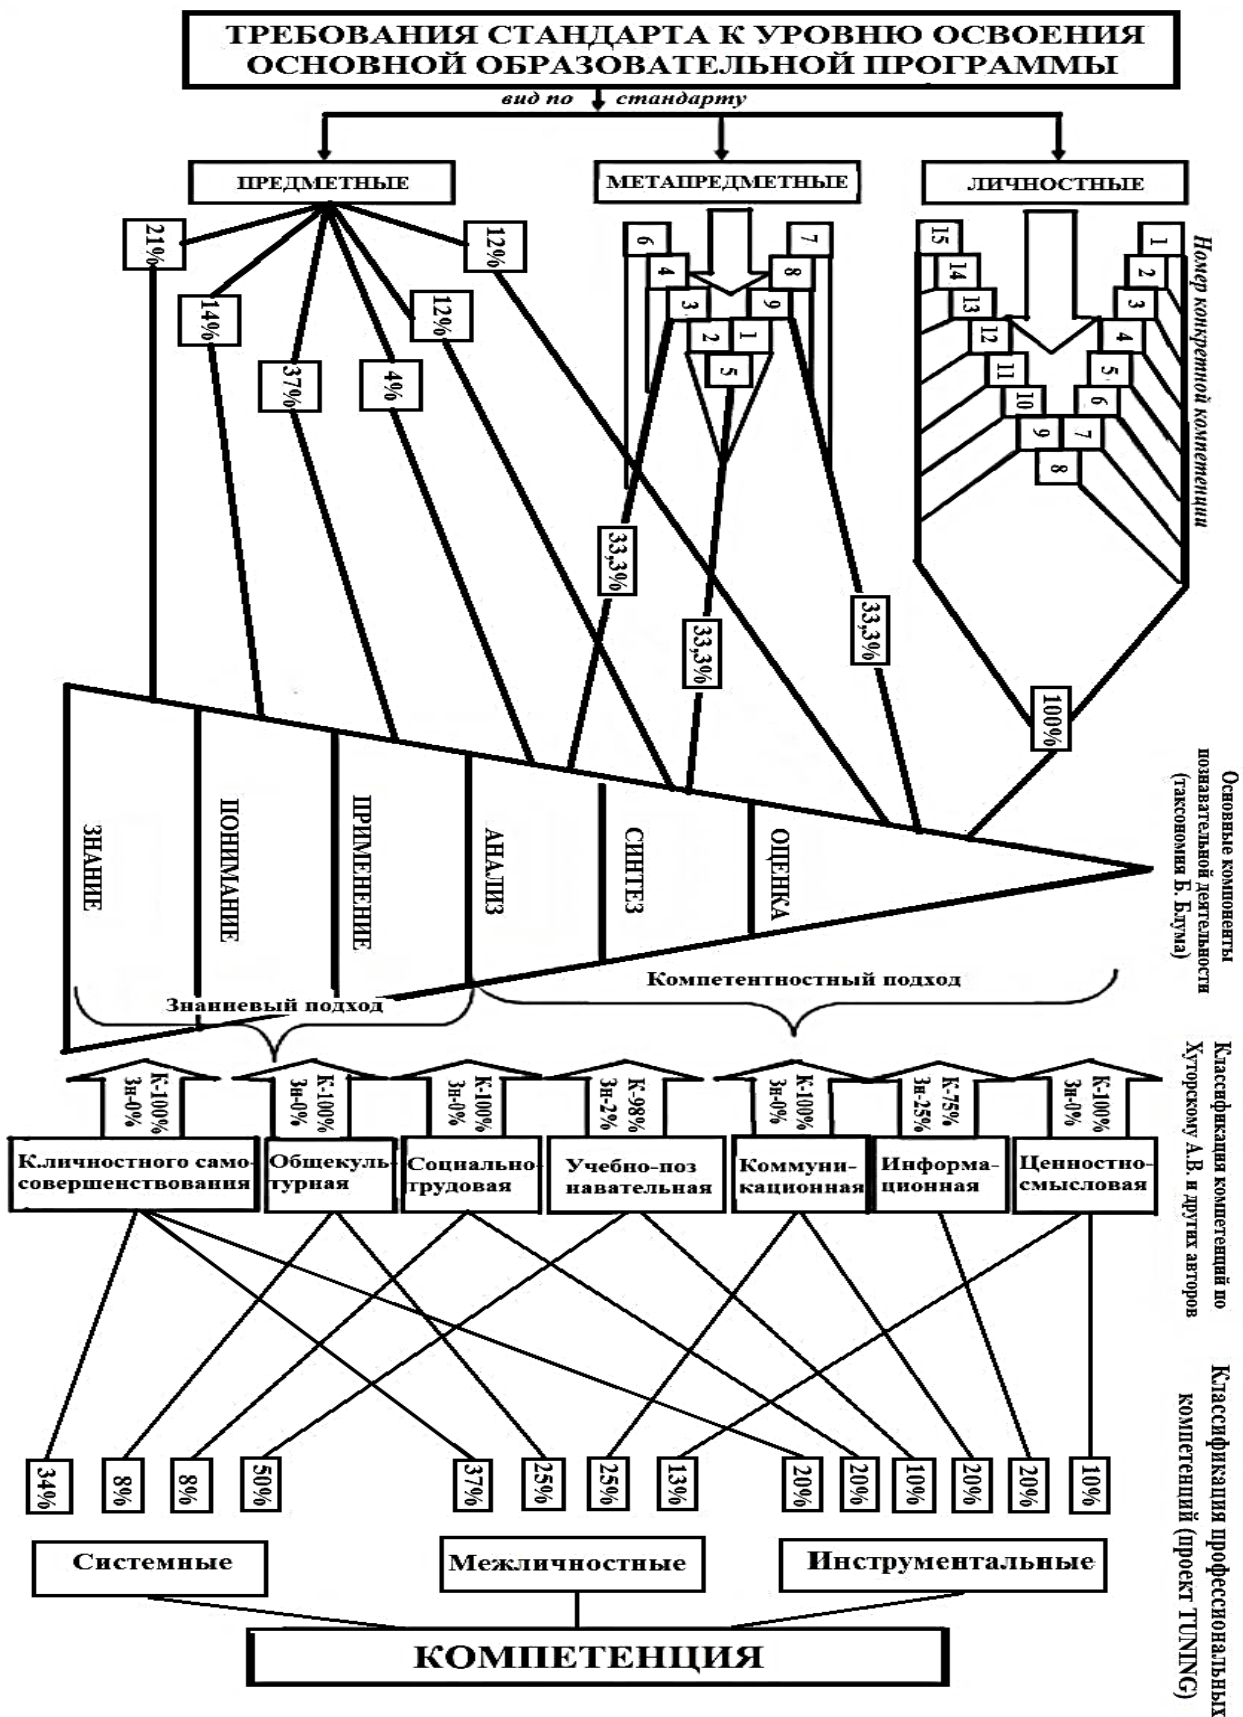 ТРЕБОВАНИЯ СТАНДАРТА К УРОВНЮ ОСВОЕНИЯ
ОСНОВНОЙ ОБРАЗОВАТЕЛЬНОЙ ПРОГРАММЫ
вид по стандарту
ПРЕДМЕТНЫЕ
МЕТАПРЕДМЕТНЫЕ
ЛИЧНОСТНЫЕ
21%
14%
37%
4%
12%
12%
6
4
3
2
1
5
7
8
9
15
14
13
12
11
10
9
8
7
6
5
4
3
2
1
Номер конкретной компетенции
33,3%
33,3%
33,3%
100%
Основные компоненты
познавательной деятельности
(таксономия Б. Блума)
ЗНАНИЕ
ПОНИМАНИЕ
ПРИМЕНЕНИЕ
АНАЛИЗ
СИНТЕЗ
ОЦЕНКА
Знаниевый подход
Компетентностный подход
К-100%
Зн-0%
К-100%
Зн-0%
К-100%
Зн-0%
К-98%
Зн-2%
К-100%
Зн-0%
К-75%
Зн-25%
К-100%
Зн-0%
Классификация компетенций по
Хуторскому А.В. и других авторов
К.личностного само-
совершенствования
Общекуль-
турная
Социально-
трудовая
Учебно-поз
навательная
Коммуни-
кационная
Информа-
ционная
Ценностно-
смысловая
34%
8%
8%
50%
37%
25%
25%
13%
20%
20%
10%
20%
20%
10%
Классификация профессиональных
компетенций (проект TUNING)
Системные
Межличностные
Инструментальные
КОМПЕТЕНЦИЯ